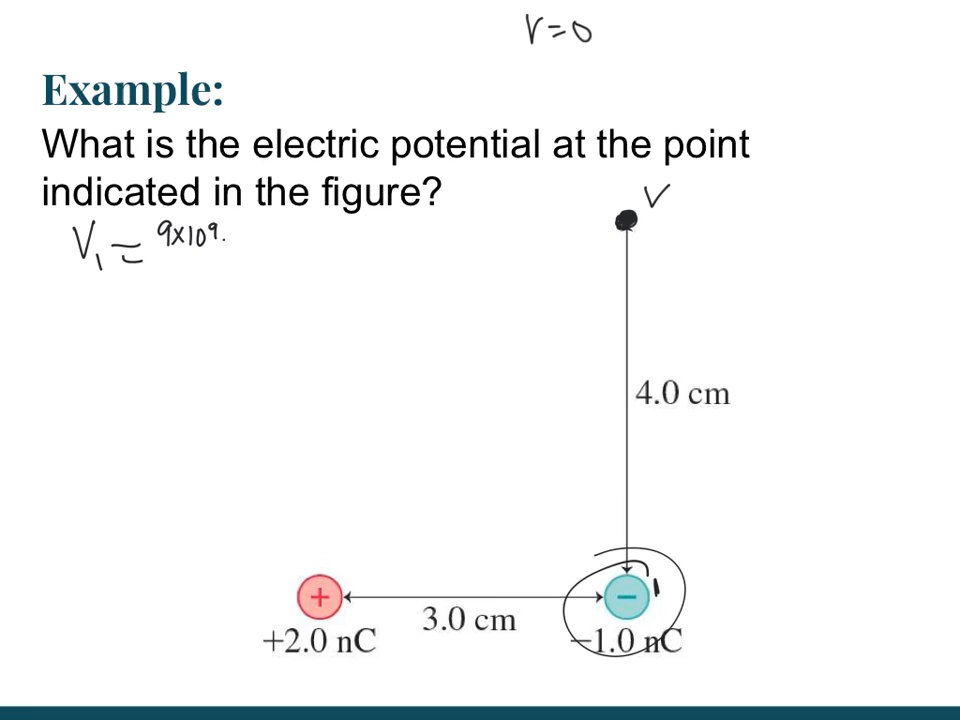 V=0
Example:
What is the electric potential at the point
indicated in the figure?
V
V₁ = 9x10⁹.
4.0 cm
+
−
3.0 cm
+2.0 nC
−1.0 nC